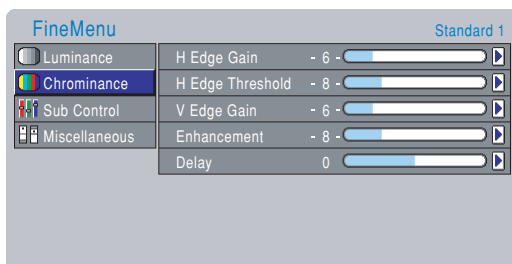 FineMenu
Standard 1
Luminance
Chrominance
Sub Control
Miscellaneous
H Edge Gain - 6 -
H Edge Threshold - 8 -
V Edge Gain - 6 -
Enhancement - 8 -
Delay 0